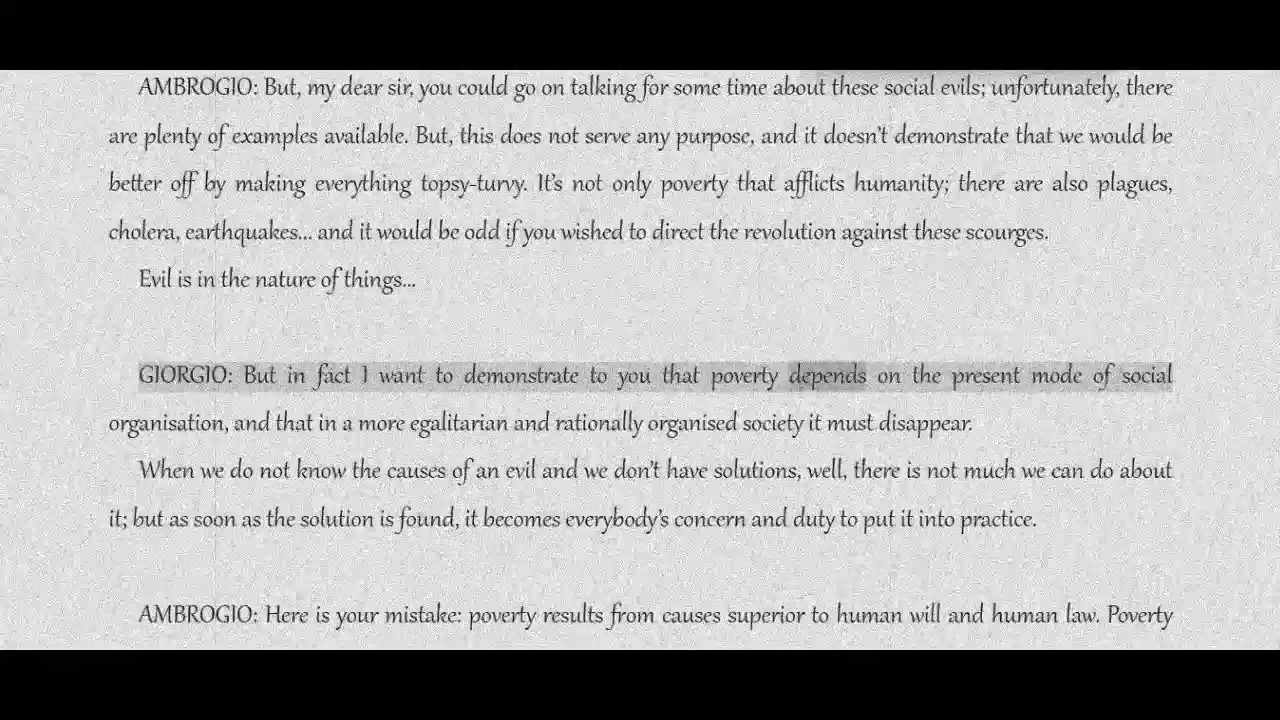 AMBROGIO: But, my dear sir, you could go on talking for some time about these social evils; unfortunately, there
are plenty of examples available. But, this does not serve any purpose, and it doesn't demonstrate that we would be
better off by making everything topsy-turvy. It's not only poverty that afflicts humanity; there are also plagues,
cholera, earthquakes... and it would be odd if you wished to direct the revolution against these scourges.
Evil is in the nature of things...
GIORGIO: But in fact I want to demonstrate to you that poverty depends on the present mode of social
organisation, and that in a more egalitarian and rationally organised society it must disappear.
When we do not know the causes of an evil and we don't have solutions, well, there is not much we can do about
it; but as soon as the solution is found, it becomes everybody's concern and duty to put it into practice.
AMBROGIO: Here is your mistake: poverty results from causes superior to human will and human law. Poverty